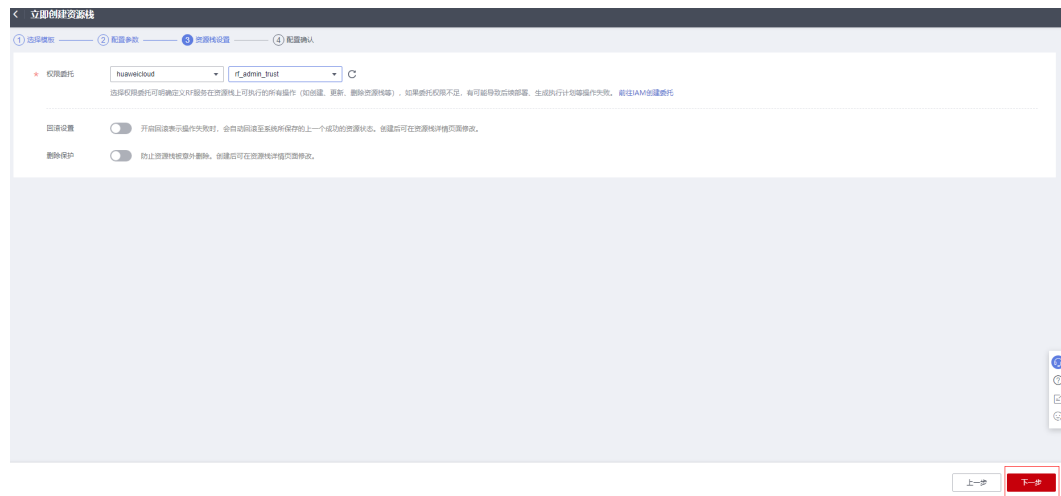 立即创建资源栈
1 选择模板 2 配置参数 3 资源栈设置 4 配置确认
* 权限委托 huaweicloud rf_admin_trust
选择权限委托可明确定义RF服务在资源栈上可执行的所有操作（如创建、更新、删除资源栈等），如果委托权限不足，有可能导致后续部署、生成执行计划等操作失败。 前往IAM创建委托
回滚设置 开启回滚表示操作失败时，会自动回滚至系统所保存的上一个成功的资源状态。创建后可在资源栈详情页面修改。
删除保护 防止资源栈被意外删除。创建后可在资源栈详情页面修改。
上一步 下一步